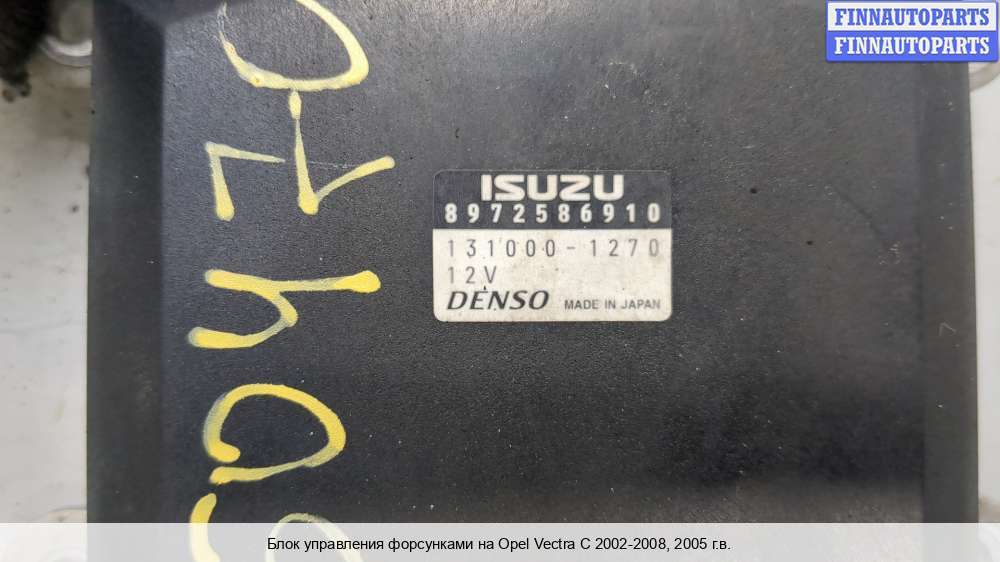 FINNAUTOPARTS
FINNAUTOPARTS
ISUZU
8972586910
131000-1270
12V
DENSO MADE IN JAPAN
Блок управления форсунками на Opel Vectra C 2002-2008, 2005 г.в.